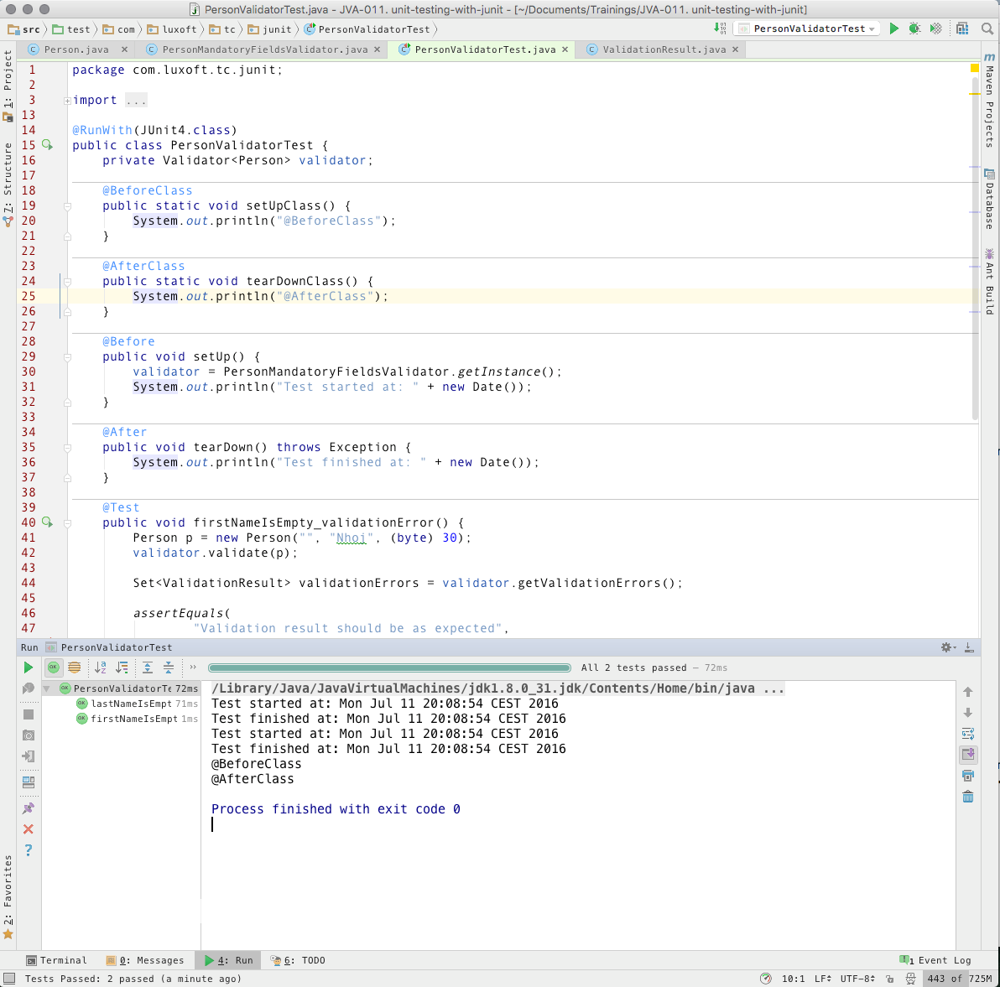 PersonValidatorTest.java - JVA-011. unit-testing-with-junit - [~/Documents/Trainings/JVA-011. unit-testing-with-junit]
src test com luxoft tc junit PersonValidatorTest PersonValidatorTest
Person.java PersonMandatoryFieldsValidator.java PersonValidatorTest.java ValidationResult.java
1: Project
7: Structure
2: Favorites
1 package com.luxoft.tc.junit;
2
3 import ...
13
14 @RunWith(JUnit4.class)
15 public class PersonValidatorTest {
16 private Validator<Person> validator;
17
18 @BeforeClass
19 public static void setUpClass() {
20 System.out.println("@BeforeClass");
21 }
22
23 @AfterClass
24 public static void tearDownClass() {
25 System.out.println("@AfterClass");
26 }
27
28 @Before
29 public void setUp() {
30 validator = PersonMandatoryFieldsValidator.getInstance();
31 System.out.println("Test started at: " + new Date());
32 }
33
34 @After
35 public void tearDown() throws Exception {
36 System.out.println("Test finished at: " + new Date());
37 }
38
39 @Test
40 public void firstNameIsEmpty_validationError() {
41 Person p = new Person("", "Nhoj", (byte) 30);
42 validator.validate(p);
43
44 Set<ValidationResult> validationErrors = validator.getValidationErrors();
45
46 assertEquals(
47 "Validation result should be as expected",
Maven Projects
Database
Ant Build
Run PersonValidatorTest
All 2 tests passed – 72ms
PersonValidatorTe 72ms
lastNameIsEmpt 71ms
firstNameIsEmpt 1ms
/Library/Java/JavaVirtualMachines/jdk1.8.0_31.jdk/Contents/Home/bin/java ...
Test started at: Mon Jul 11 20:08:54 CEST 2016
Test finished at: Mon Jul 11 20:08:54 CEST 2016
Test started at: Mon Jul 11 20:08:54 CEST 2016
Test finished at: Mon Jul 11 20:08:54 CEST 2016
@BeforeClass
@AfterClass
Process finished with exit code 0
Terminal 0: Messages 4: Run 6: TODO 1 Event Log
Tests Passed: 2 passed (a minute ago) 10:1 LF UTF-8 443 of 725M